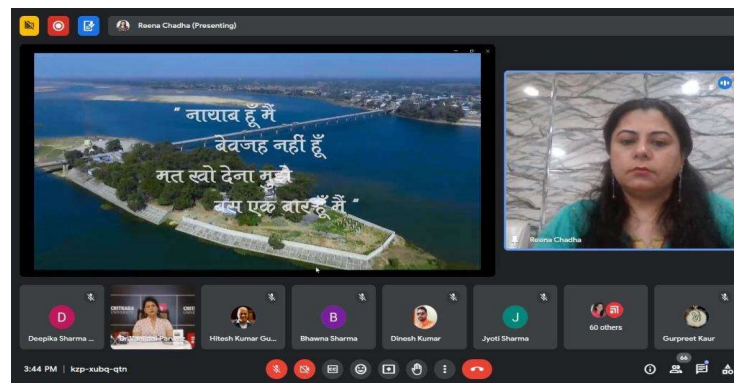 Reena Chadha (Presenting)
" नायाब हूँ मैं
बेवजह नहीं हूँ
मत खो देना मुझे
बस एक बार हूँ मैं "
Reena Chadha
D
B
J
60 others
Deepika Sharma ...
Hitesh Kumar Gu...
Bhawna Sharma
Dinesh Kumar
Jyoti Sharma
Gurpreet Kaur
3:44 PM | kzp-xubq-qtn
66